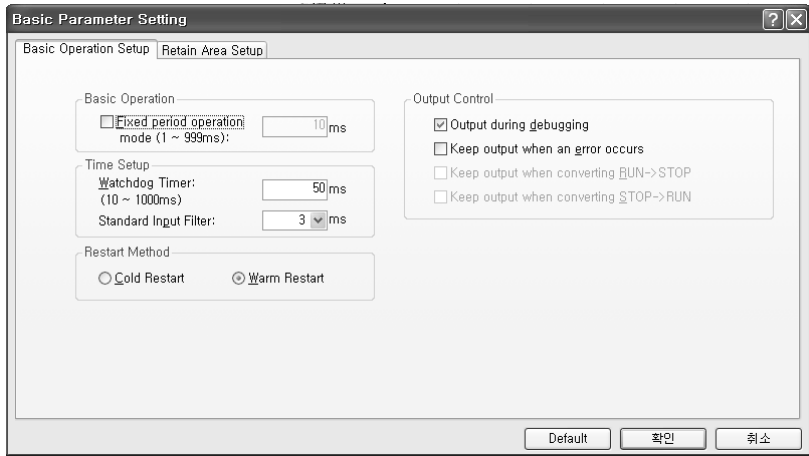 Basic Parameter Setting
Basic Operation Setup
Retain Area Setup
Basic Operation
Fixed period operation
mode (1 ~ 999ms):
10 ms
Time Setup
Watchdog Timer:
(10 ~ 1000ms)
50 ms
Standard Input Filter:
3 ms
Restart Method
Cold Restart
Warm Restart
Output Control
Output during debugging
Keep output when an error occurs
Keep output when converting RUN->STOP
Keep output when converting STOP->RUN
Default
확인
취소